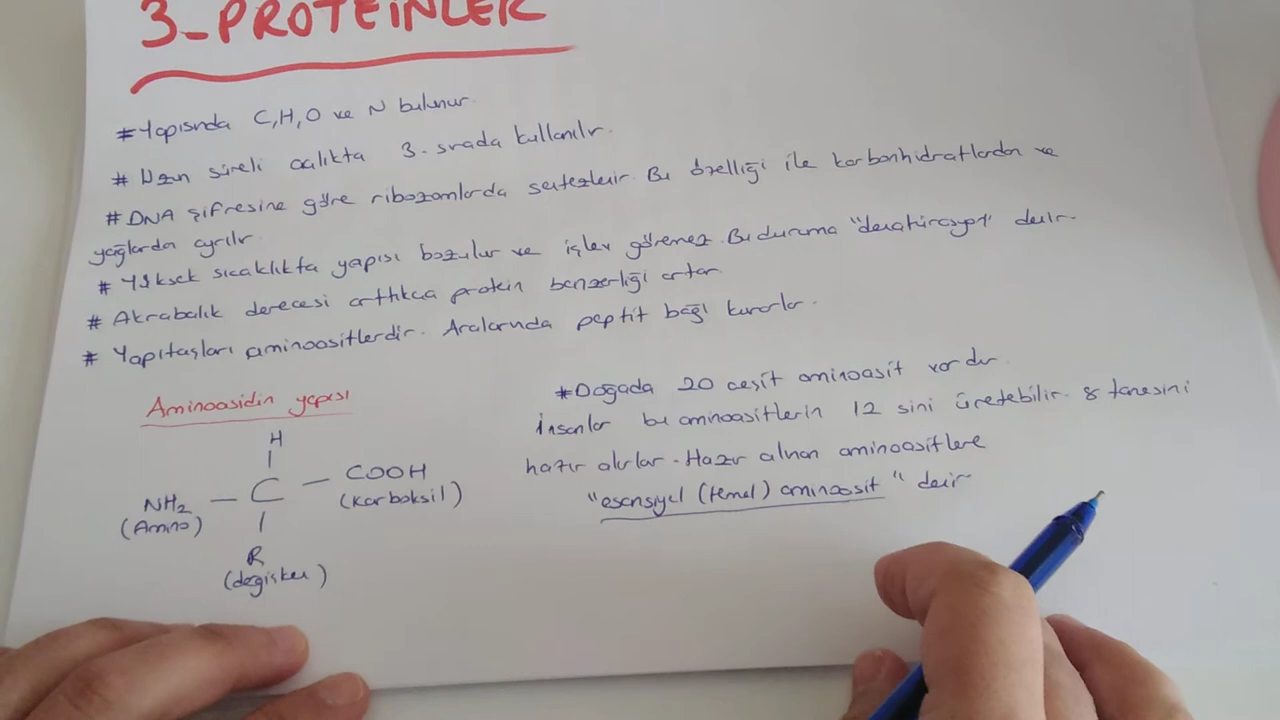 3-PROTEİNLER
#Yapısında C,H,O ve N bulunur.
# Uzun süreli açlıkta 3. sırada kullanılır.
#DNA şifresine göre ribozomlarda sentezlenir. Bu özelliği ile karbonhidratlardan ve
yağlardan ayrılır.
# Yüksek sıcaklıkta yapısı bozulur ve işlev göremez. Bu duruma "denatürasyon" denir.
# Akrabalık derecesi arttıkça protein benzerliği artar.
# Yapıtaşları aminoasitlerdir. Aralarında peptit bağı kurarlar.
Aminoasidin yapısı
H
NH₂ — C — COOH
(Amino) (Karboksil)
R
(değişken)
#Doğada 20 çeşit aminoasit vardır.
İnsanlar bu aminoasitlerin 12 sini üretebilir. 8 tanesini
hazır alırlar. Hazır alınan aminoasitlere
"esansiyel (temel) aminoasit" denir